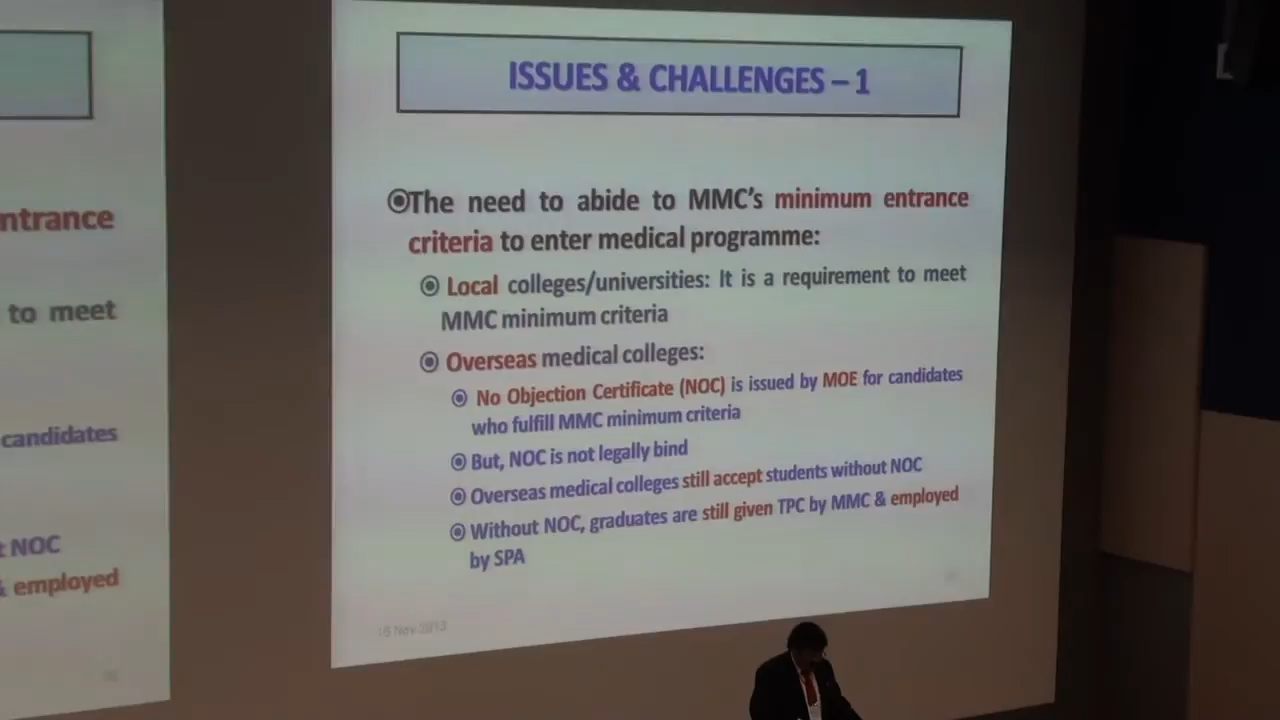 ISSUES & CHALLENGES – 1
The need to abide to MMC's minimum entrance
criteria to enter medical programme:
Local colleges/universities: It is a requirement to meet
MMC minimum criteria
Overseas medical colleges:
No Objection Certificate (NOC) is issued by MOE for candidates
who fulfill MMC minimum criteria
But, NOC is not legally bind
Overseas medical colleges still accept students without NOC
Without NOC, graduates are still given TPC by MMC & employed
by SPA
ntrance
to meet
candidates
NOC
employed